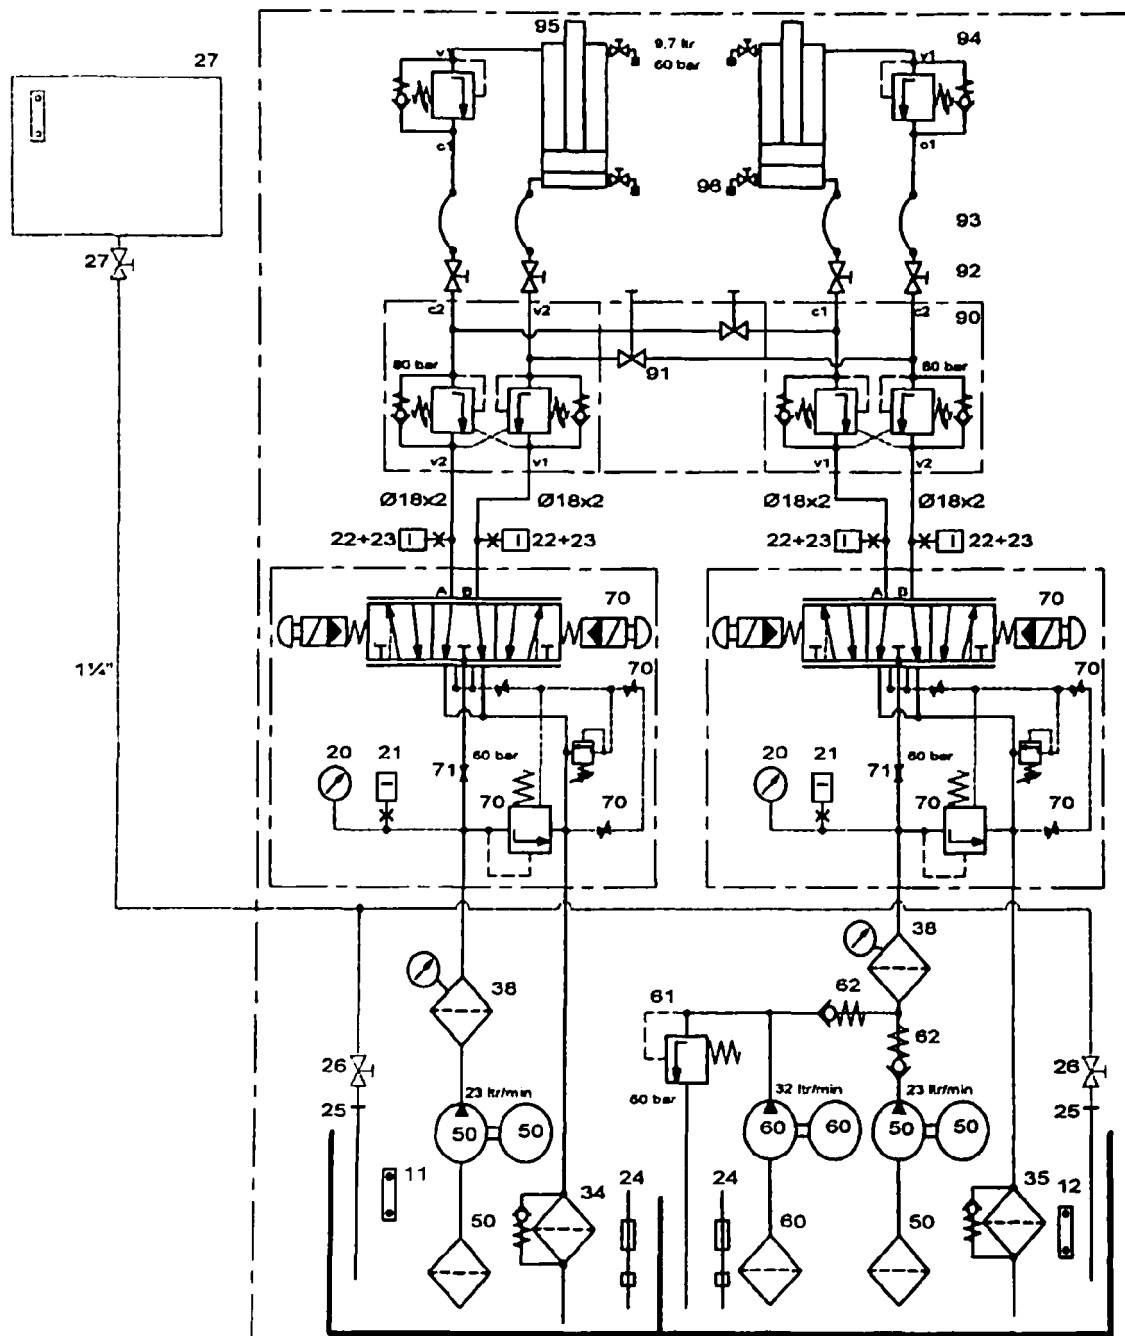 95
9,7 ltr
60 bar
94
v1
v1
27
c1
c1
96
93
27
92
c2
v2
c1
c2
90
80 bar
91
60 bar
v2
v1
v1
v2
Ø18x2
Ø18x2
Ø18x2
Ø18x2
22+23
22+23
22+23
22+23
A
B
A
B
70
70
1¼"
70
70
20
21
71
60 bar
20
21
71
60 bar
70
70
70
70
38
38
62
61
62
26
26
60 bar
23 ltr/min
32 ltr/min
23 ltr/min
25
25
50
50
60
60
50
50
11
34
24
24
35
12
50
60
50